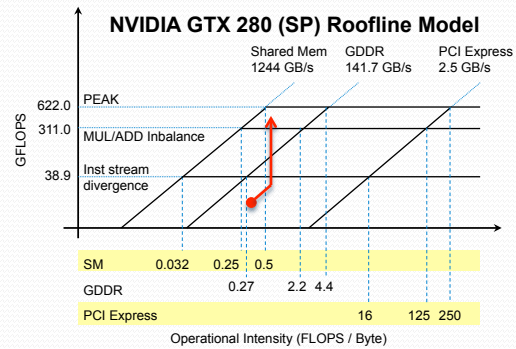 NVIDIA GTX 280 (SP) Roofline Model
Shared Mem GDDR PCI Express
1244 GB/s 141.7 GB/s 2.5 GB/s
622.0 PEAK
311.0 MUL/ADD Inbalance
GFLOPS
38.9 Inst stream
divergence
SM 0.032 0.25 0.5
GDDR 0.27 2.2 4.4
PCI Express 16 125 250
Operational Intensity (FLOPS / Byte)